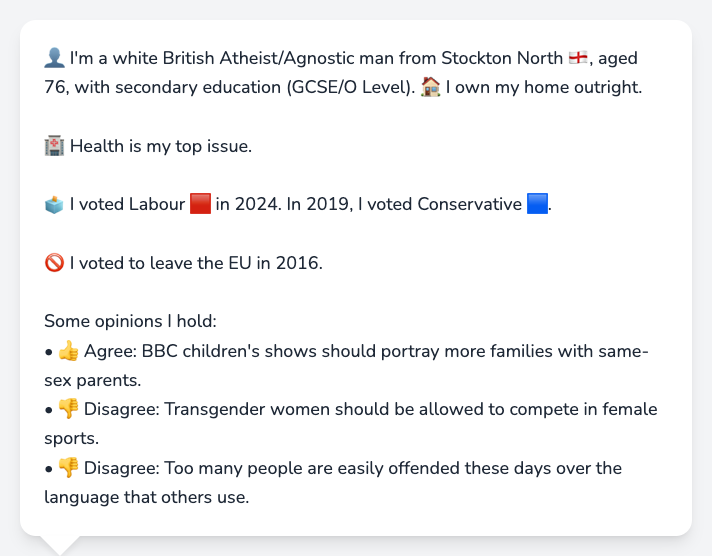 👤 I'm a white British Atheist/Agnostic man from Stockton North 🏴󠁧󠁢󠁥󠁮󠁧󠁿, aged
76, with secondary education (GCSE/O Level). 🏠 I own my home outright.
🏥 Health is my top issue.
🗳️ I voted Labour 🟥 in 2024. In 2019, I voted Conservative 🟦.
🚫 I voted to leave the EU in 2016.
Some opinions I hold:
• 👍 Agree: BBC children's shows should portray more families with same-
sex parents.
• 👎 Disagree: Transgender women should be allowed to compete in female
sports.
• 👎 Disagree: Too many people are easily offended these days over the
language that others use.